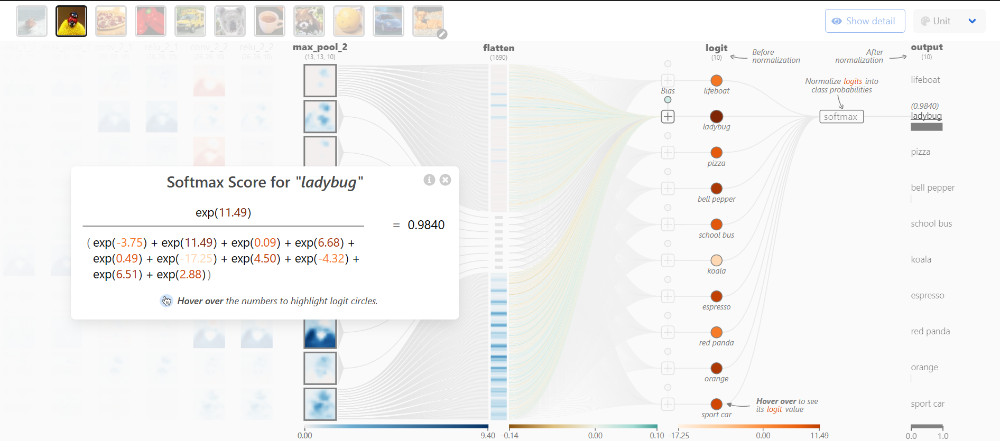 Show detail
Unit
relu_1_2
max_pool_1
conv_2_1
(28, 28, 10)
relu_2_1
(28, 28, 10)
conv_2_2
(26, 26, 10)
relu_2_2
(26, 26, 10)
max_pool_2
(13, 13, 10)
flatten
(1690)
logit
(10)
Before
normalization
After
normalization
output
(10)
Normalize logits into
class probabilities
softmax
Bias
lifeboat
ladybug
pizza
bell pepper
school bus
koala
espresso
red panda
orange
sport car
lifeboat
(0.9840)
ladybug
pizza
bell pepper
school bus
koala
espresso
red panda
orange
sport car
Softmax Score for "ladybug"
exp(11.49)
= 0.9840
(exp(-3.75) + exp(11.49) + exp(0.09) + exp(6.68) +
exp(0.49) + exp(-17.25) + exp(4.50) + exp(-4.32) +
exp(6.51) + exp(2.88))
Hover over the numbers to highlight logit circles.
Hover over to see
its logit value
0.00
9.40
-0.14
0.00
0.10
-17.25
0.00
11.49
0.0
1.0